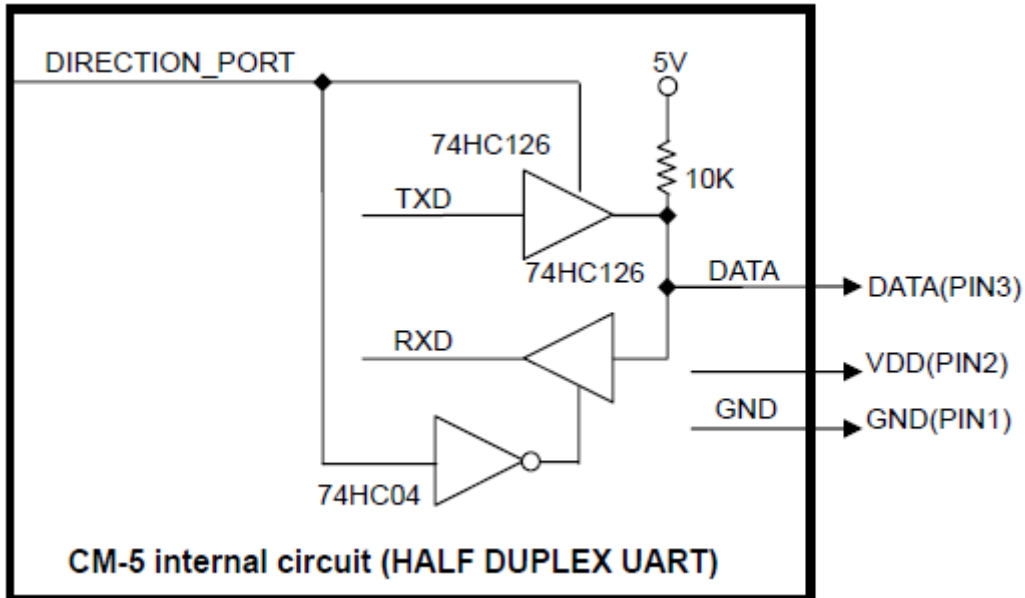 DIRECTION_PORT
5V
74HC126
10K
TXD
74HC126
DATA
DATA(PIN3)
RXD
VDD(PIN2)
GND
GND(PIN1)
74HC04
CM-5 internal circuit (HALF DUPLEX UART)